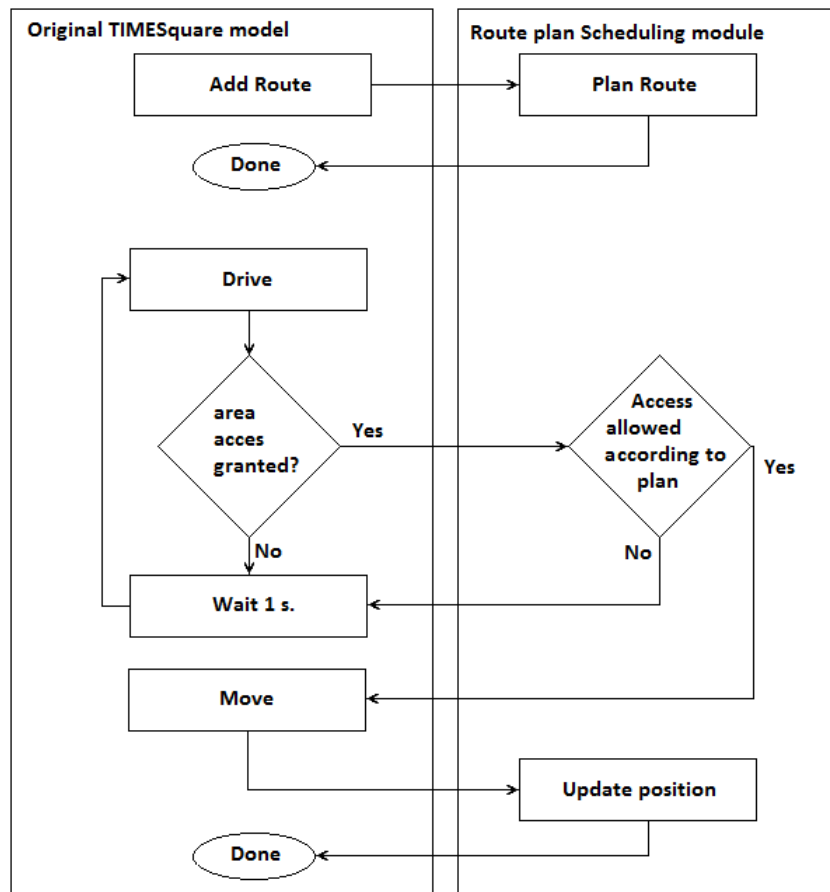 Original TIMESquare model
Route plan Scheduling module
Add Route
Plan Route
Done
Drive
area
acces
granted?
Yes
Access
allowed
according to
plan
Yes
No
No
Wait 1 s.
Move
Update position
Done